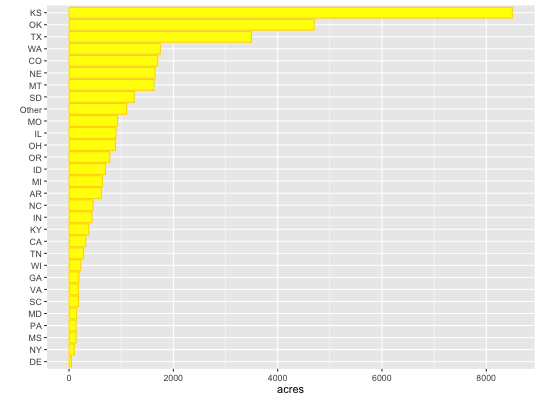 KS
OK
TX
WA
CO
NE
MT
SD
Other
MO
IL
OH
OR
ID
MI
AR
NC
IN
KY
CA
TN
WI
GA
VA
SC
MD
PA
MS
NY
DE
0 2000 4000 6000 8000
acres